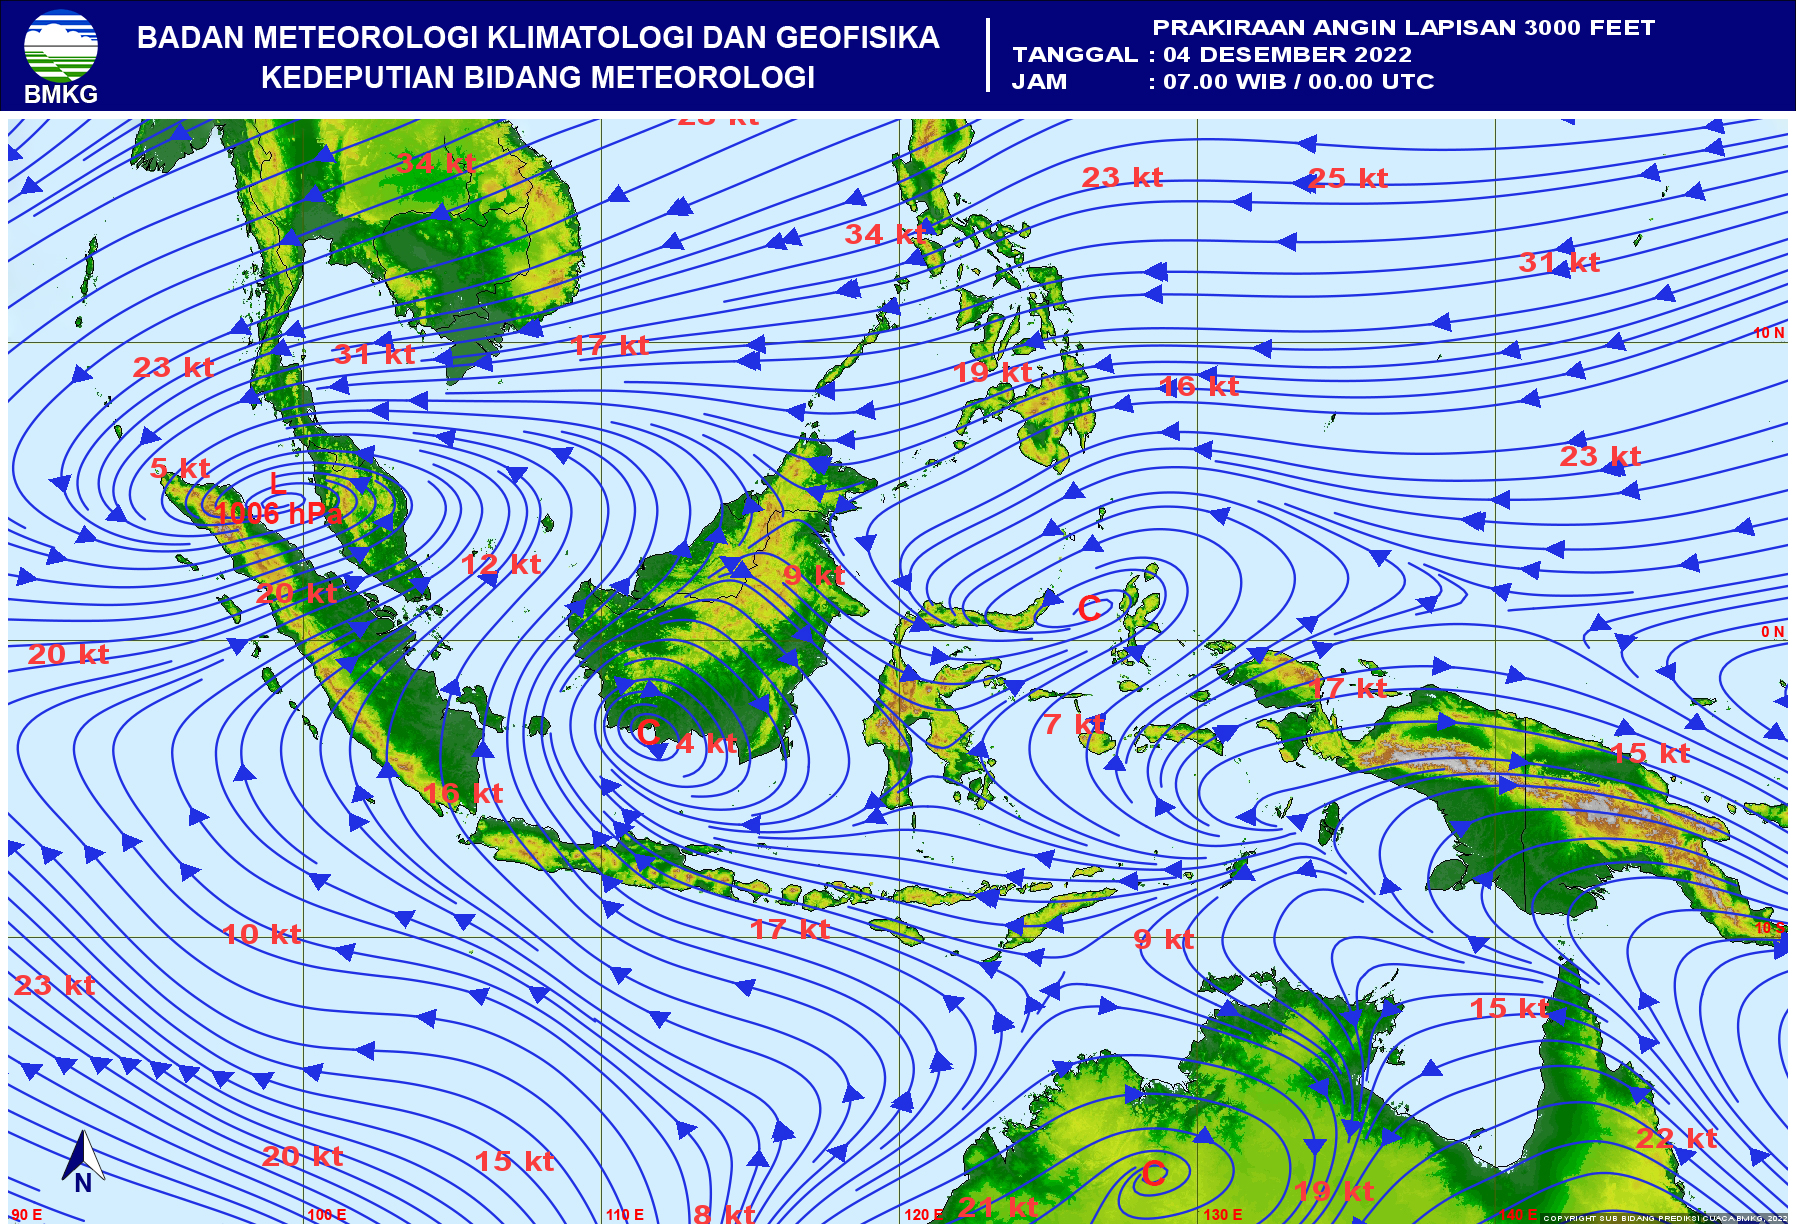 BADAN METEOROLOGI KLIMATOLOGI DAN GEOFISIKA
KEDEPUTIAN BIDANG METEOROLOGI
BMKG
PRAKIRAAN ANGIN LAPISAN 3000 FEET
TANGGAL : 04 DESEMBER 2022
JAM : 07.00 WIB / 00.00 UTC
34 kt
23 kt
25 kt
34 kt
31 kt
10 N
17 kt
31 kt
23 kt
19 kt
16 kt
23 kt
5 kt
L
1006 hPa
12 kt
9 kt
20 kt
C
0 N
20 kt
17 kt
7 kt
C
4 kt
15 kt
16 kt
17 kt
10 kt
9 kt
10 S
23 kt
15 kt
22 kt
20 kt
15 kt
C
19 kt
21 kt
8 kt
N
90 E
100 E
110 E
120 E
130 E
140 E
COPYRIGHT SUB BIDANG PREDIKSI CUACA BMKG, 2022